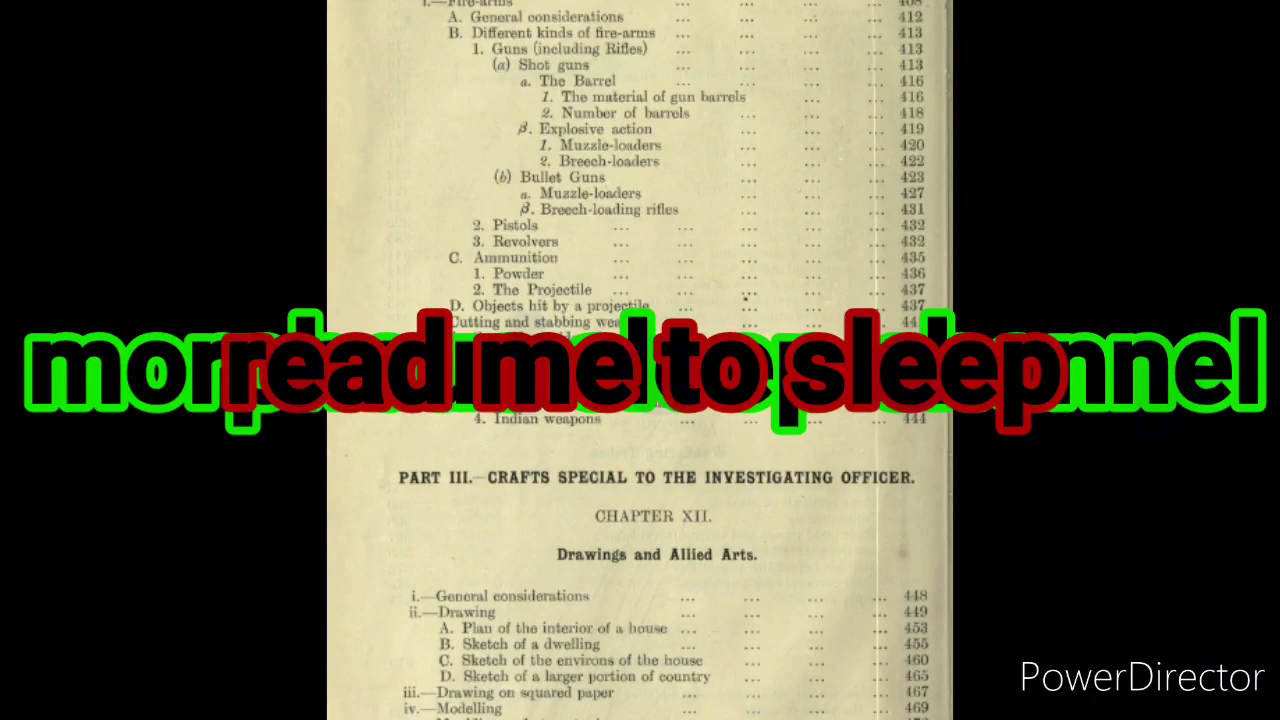 i.—Fire-arms ... ... ... ... 408
A. General considerations ... ... ... 412
B. Different kinds of fire-arms ... ... ... ... 413
1. Guns (including Rifles) ... ... ... 413
(a) Shot guns ... ... ... ... 413
a. The Barrel ... ... ... ... 416
1. The material of gun barrels ... ... 416
2. Number of barrels ... ... ... 418
β. Explosive action ... ... ... 419
1. Muzzle-loaders ... ... ... 420
2. Breech-loaders ... ... ... 422
(b) Bullet Guns ... ... ... 423
a. Muzzle-loaders ... ... ... 427
β. Breech-loading rifles ... ... ... 431
2. Pistols ... ... ... ... ... 432
3. Revolvers ... ... ... ... ... 432
C. Ammunition ... ... ... ... ... 435
1. Powder ... ... ... ... ... 436
2. The Projectile ... ... ... ... ... 437
D. Objects hit by a projectile ... ... ... ... 437
Cutting and stabbing
read me to sleep
4. Indian weapons ... ... ... ... 444
PART III.—CRAFTS SPECIAL TO THE INVESTIGATING OFFICER.
CHAPTER XII.
Drawings and Allied Arts.
i.—General considerations ... ... ... ... 448
ii.—Drawing ... ... ... ... 449
A. Plan of the interior of a house ... ... ... ... 453
B. Sketch of a dwelling ... ... ... ... 455
C. Sketch of the environs of the house ... ... ... 460
D. Sketch of a larger portion of country ... ... ... 465
iii.—Drawing on squared paper ... ... ... ... 467
iv.—Modelling ... ... ... ... 469
PowerDirector